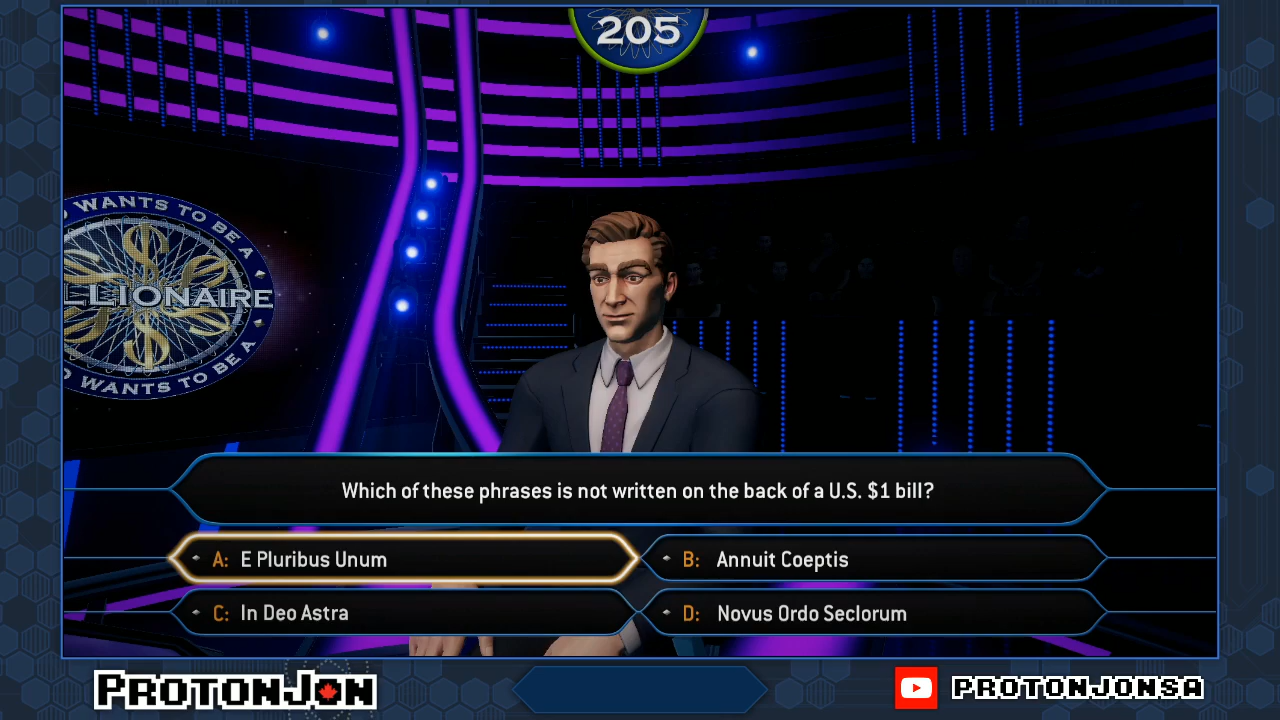 205
WANTS TO BE A
LLIONAIRE
WANTS TO BE A
Which of these phrases is not written on the back of a U.S. $1 bill?
A: E Pluribus Unum
B: Annuit Coeptis
C: In Deo Astra
D: Novus Ordo Seclorum
PROTONJON
PROTONJONSA